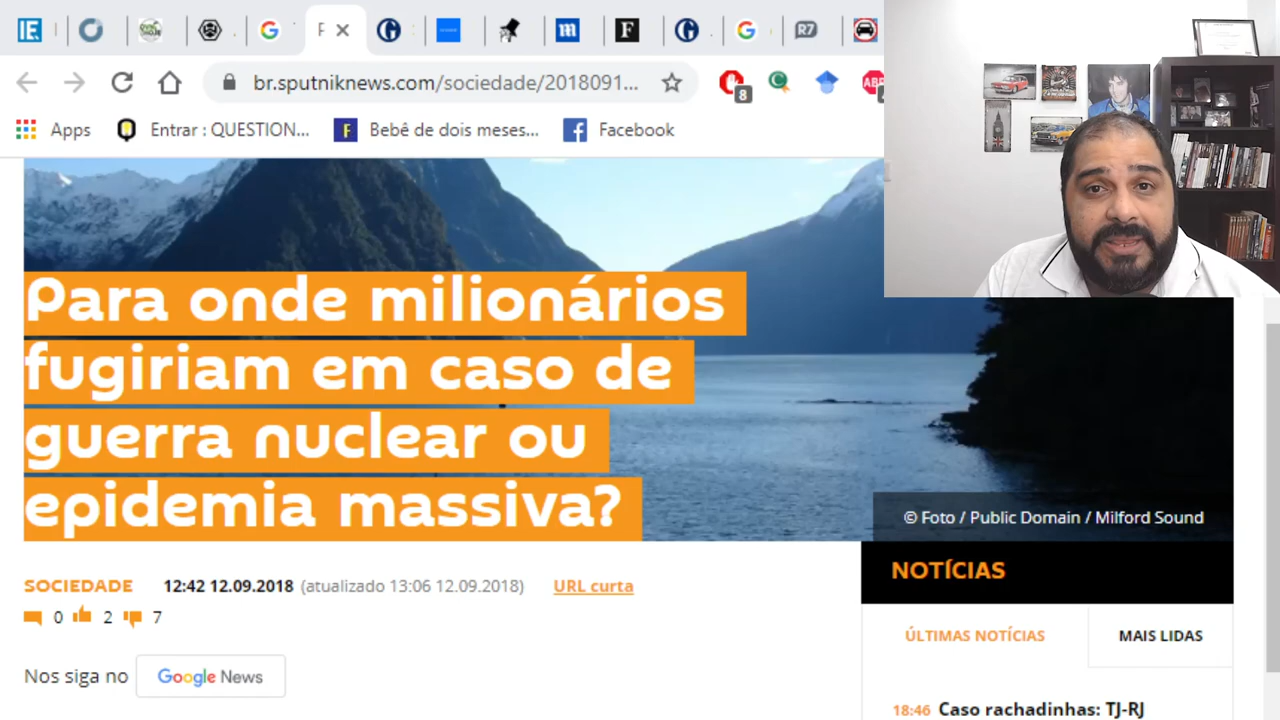 br.sputniknews.com/sociedade/2018091...
8
Apps
Entrar : QUESTION...
Bebê de dois meses...
Facebook
Para onde milionários
fugiriam em caso de
guerra nuclear ou
epidemia massiva?
© Foto / Public Domain / Milford Sound
SOCIEDADE 12:42 12.09.2018 (atualizado 13:06 12.09.2018) URL curta
0 2 7
Nos siga no Google News
NOTÍCIAS
ÚLTIMAS NOTÍCIAS MAIS LIDAS
18:46 Caso rachadinhas: TJ-RJ